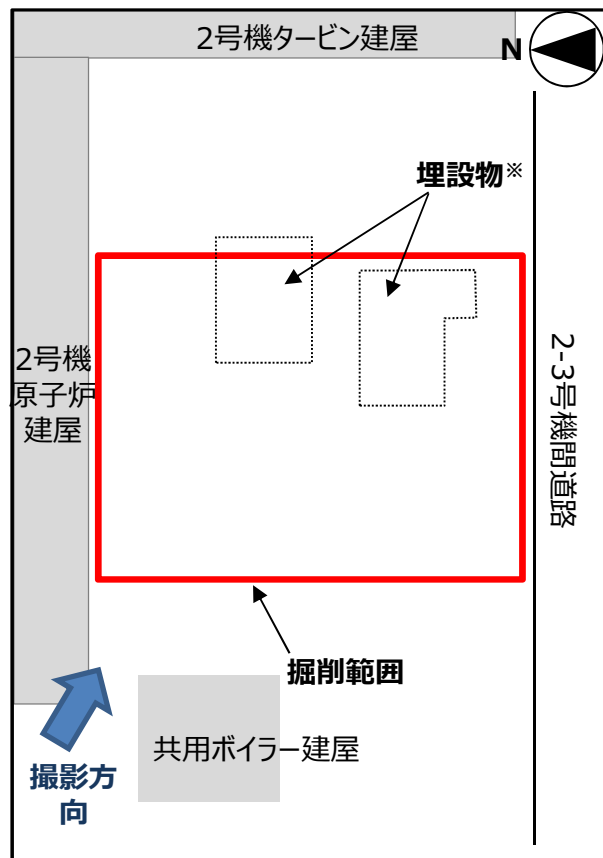 2号機タービン建屋
N
埋設物※
2号機
原子炉
建屋
2-3号機間道路
掘削範囲
共用ボイラー建屋
撮影方
向